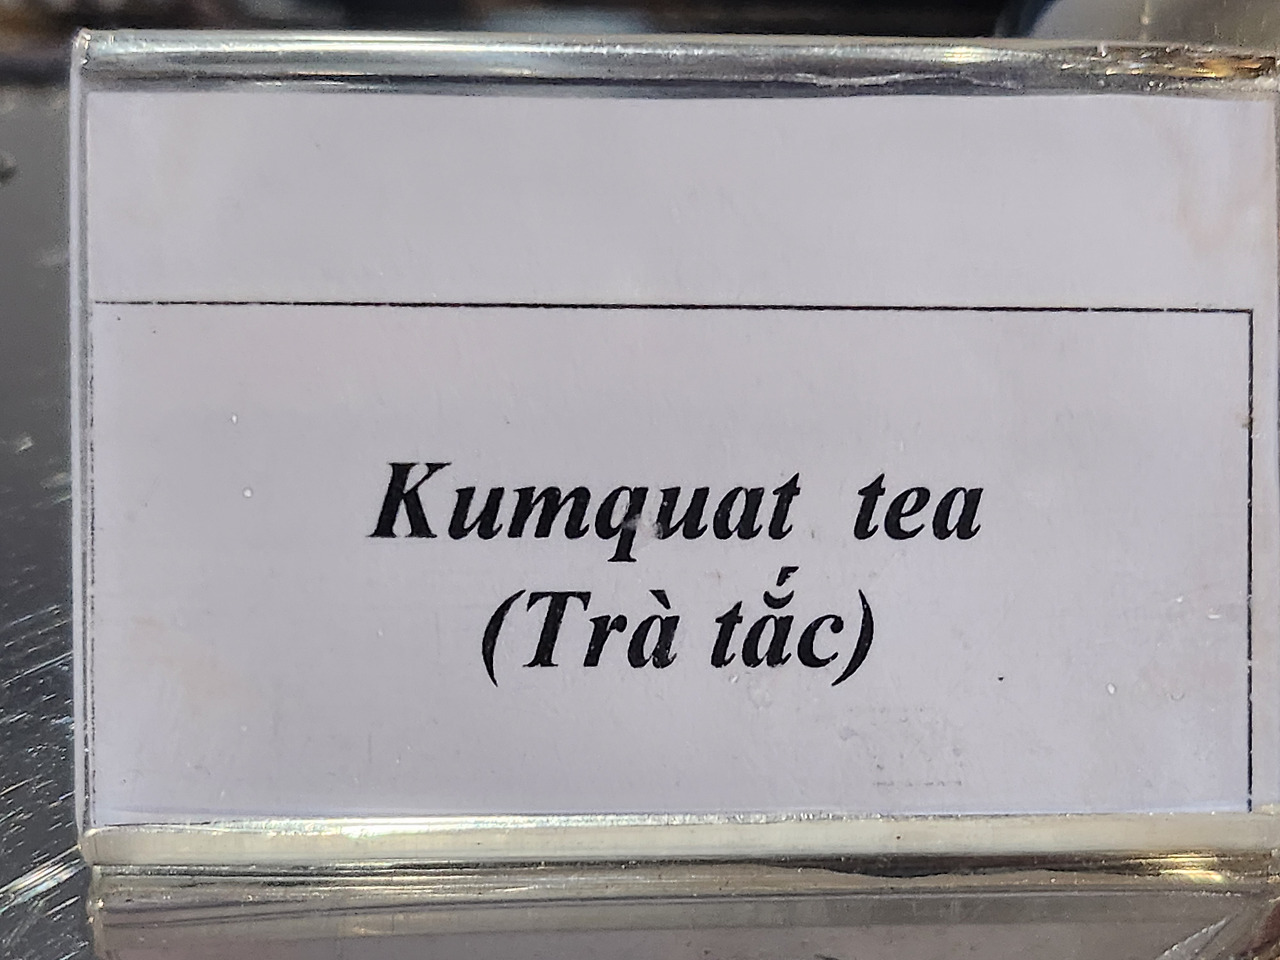 Kumquat tea
(Trà tắc)